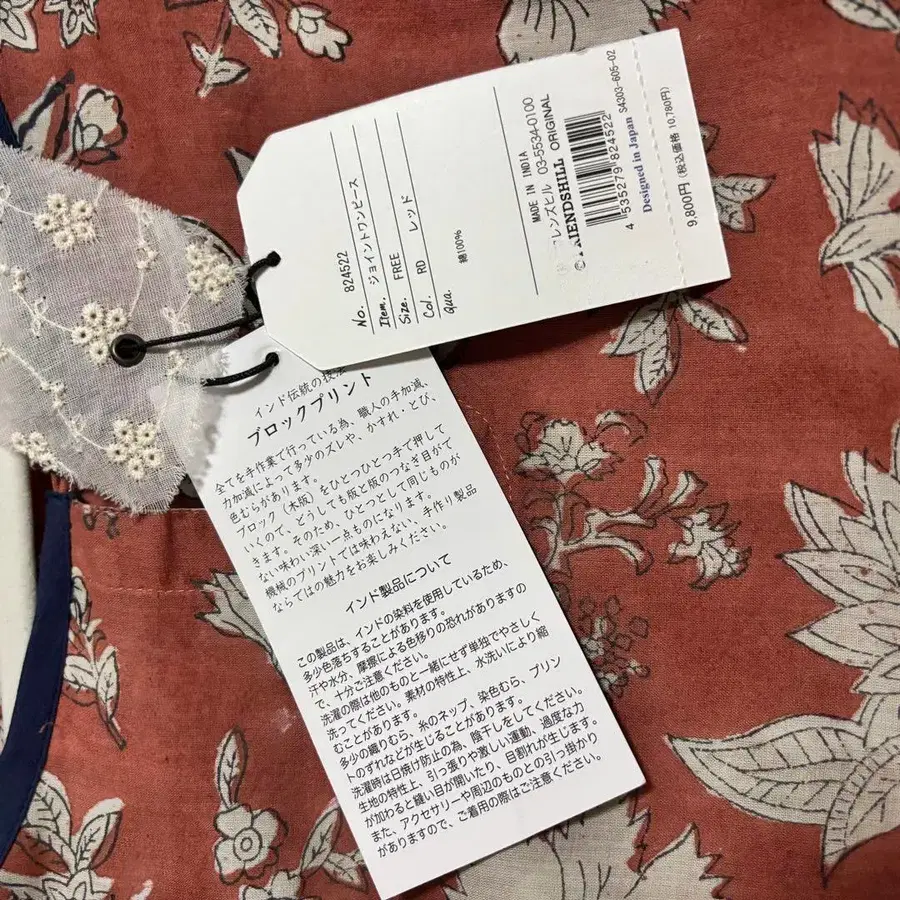 No. 824522
Item. ジョイントワンピース
Size. FREE
Col. RD レッド
Qua. 綿100%
MADE IN INDIA
フレンズヒル 03-5534-0100
© FRIENDSHILL ORIGINAL
4 535279 824522
Designed in Japan
S4303-605-02
9,800円 (税込価格 10,780円)
インド伝統の技法
ブロックプリント
全てを手作業で行っている為、職人の手加減、
力加減によって多少のズレや、かすれ・とび、
色むらがあります。
ブロック（木版）をひとつひとつ手で押して
いくので、どうしても版と版のつなぎ目がで
きます。そのため、ひとつとして同じものが
ない味わい深い一点ものになります。
機械のプリントでは味わえない、手作り製品
ならではの魅力をお楽しみください。
インド製品について
この製品は、インドの染料を使用しているため、
多少色落ちすることがあります。
汗や水分、摩擦による色移りの恐れがありますの
で、十分ご注意ください。
洗濯の際は他のものと一緒にせず単独でやさしく
洗ってください。素材の特性上、水洗いにより縮
むことがあります。
多少の織りむら、糸のネップ、染色むら、プリン
トのずれなどが生じることがあります。
洗濯時は日焼け防止の為、陰干しをしてください。
生地の特性上、引っ張りや激しい運動、過度な力
が加わると縫い目が開いたり、目割れが生じます。
また、アクセサリーや周辺のものとの引っ掛かり
がありますので、ご着用の際はご注意ください。